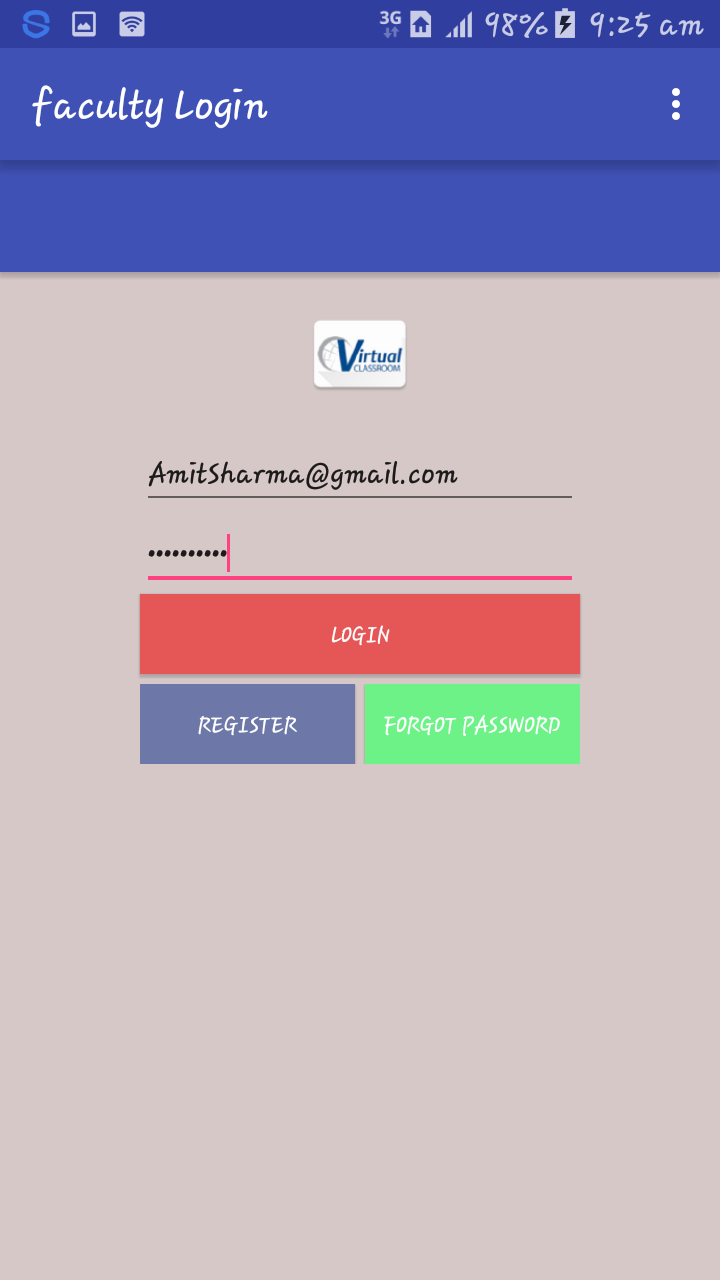 3G 98% 9:25 am
faculty Login
Virtual
CLASSROOM
AmitSharma@gmail.com
••••••••••
LOGIN
REGISTER FORGOT PASSWORD